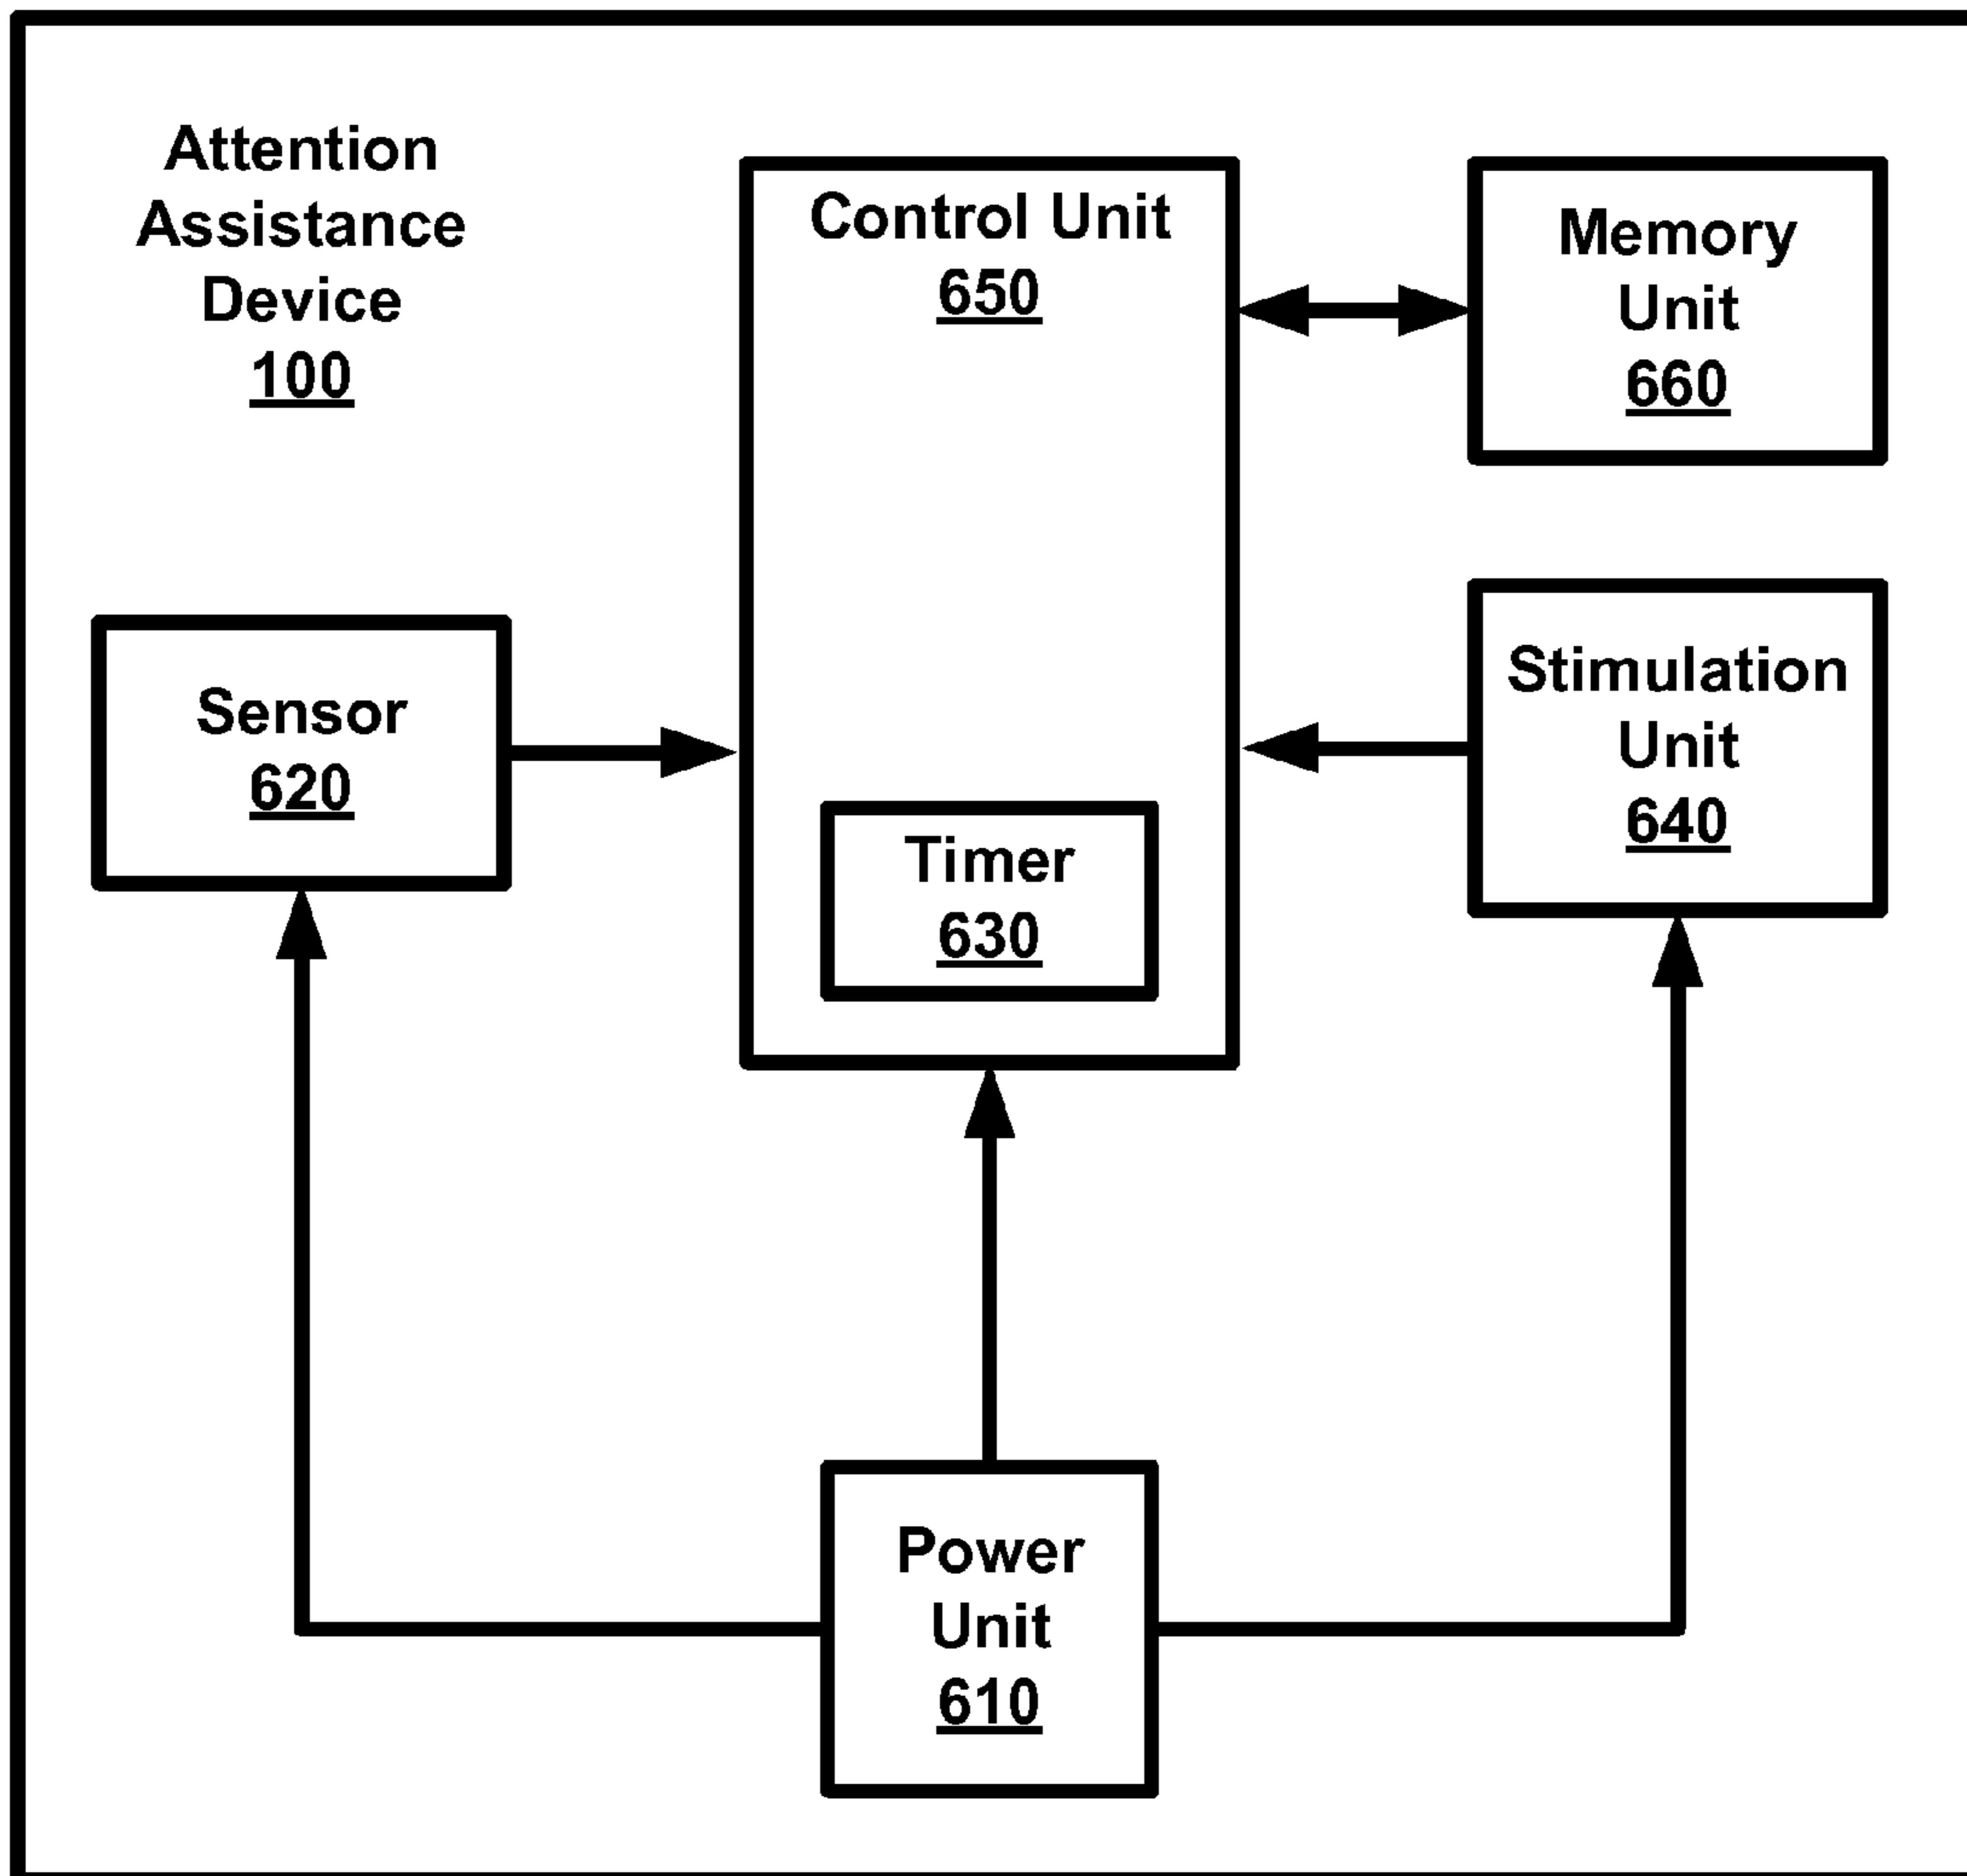 Attention
Assistance
Device
100
Control Unit
650
Memory
Unit
660
Sensor
620
Stimulation
Unit
640
Timer
630
Power
Unit
610